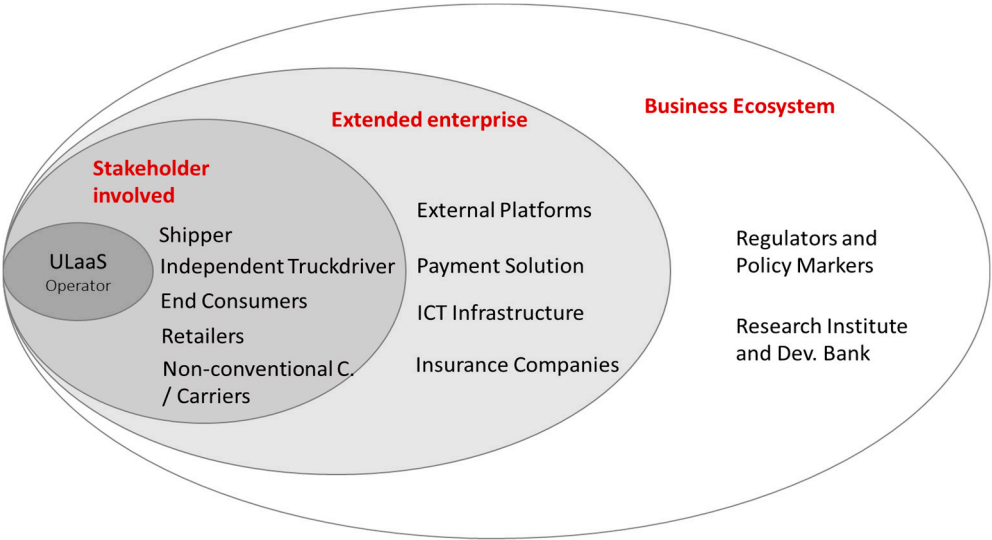 Business Ecosystem
Extended enterprise
Stakeholder
involved
ULaaS
Operator
Shipper
Independent Truckdriver
End Consumers
Retailers
Non-conventional C.
/ Carriers
External Platforms
Payment Solution
ICT Infrastructure
Insurance Companies
Regulators and
Policy Markers
Research Institute
and Dev. Bank